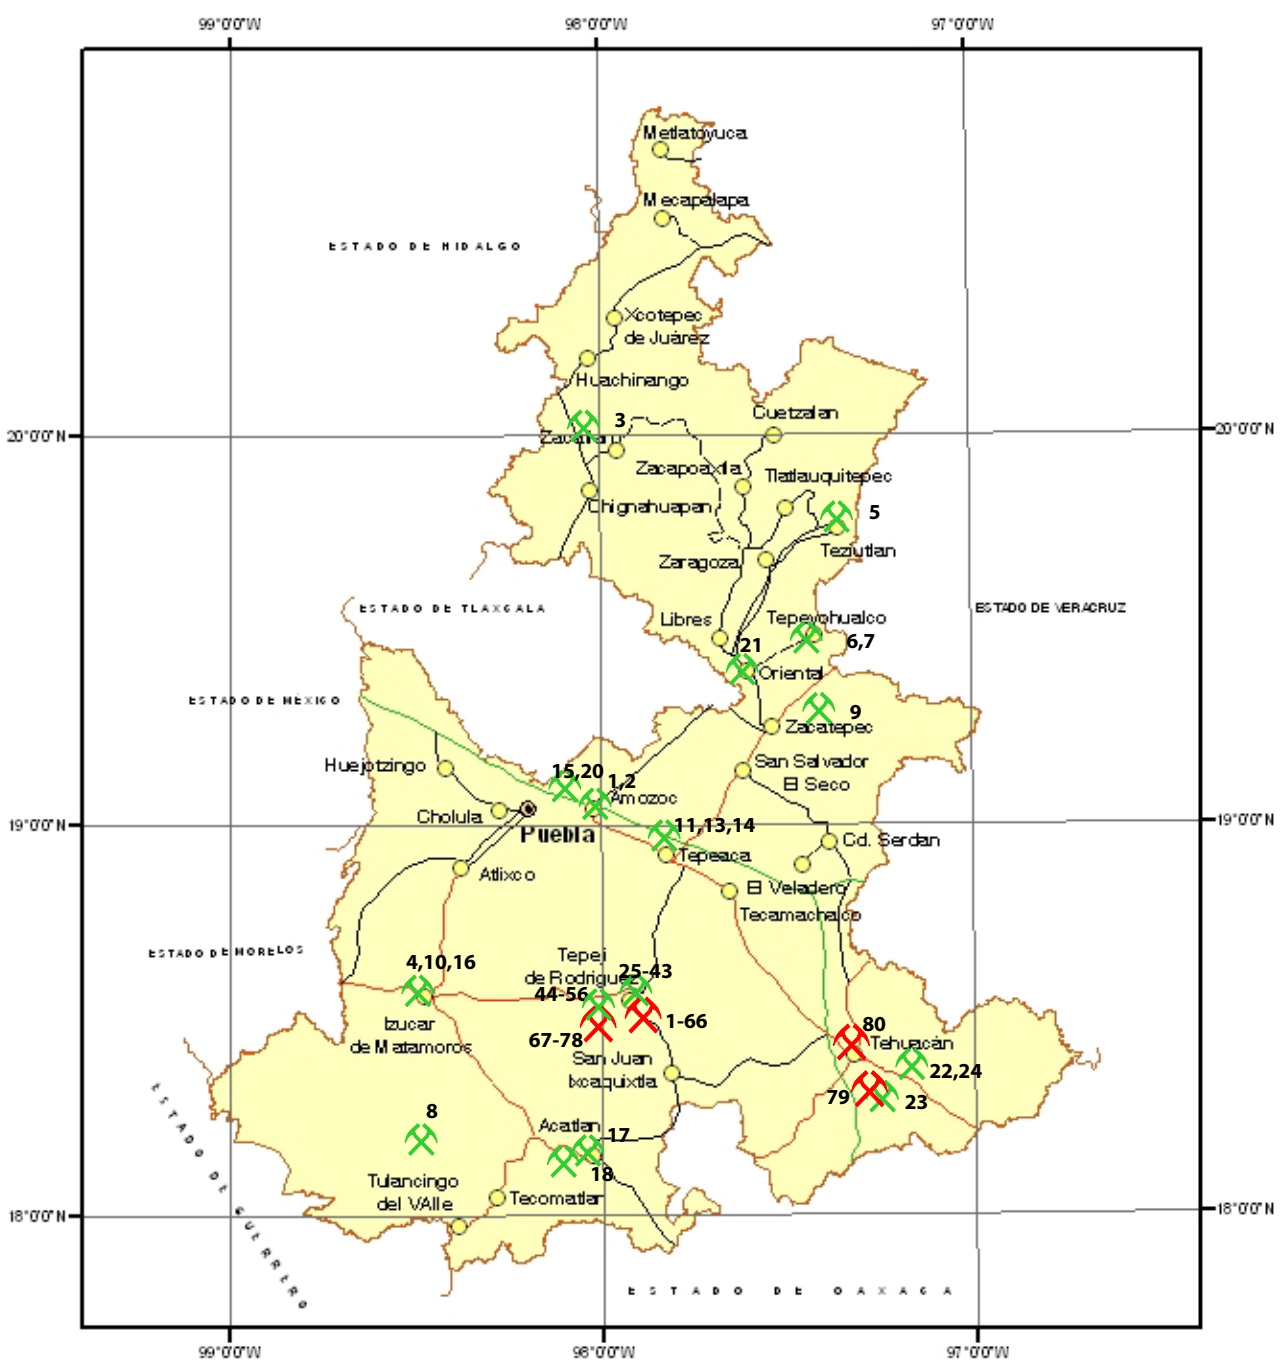 99°0'0"W
98°0'0"W
97°0'0"W
Metlatoyuca
Mecapalapa
ESTADO DE HIDALGO
Xcotepec
de Juárez
Huachinango
Cuetzalan
3
20°0'0"N
20°0'0"N
Zacapoaxtla
Tlatlauquitepec
Chignahuapan
5
Teziutlan
Zaragoza
ESTADO DE TLAXCALA
ESTADO DE VERACRUZ
Libres
Tepeyohualco
21
6,7
Oriental
ESTADO DE MÉXICO
9
Zacatepec
Huejotzingo
San Salvador
El Seco
15,20
1,2
Amozoc
Cholula
Puebla
11,13,14
19°0'0"N
19°0'0"N
Cd. Serdan
Tepeaca
Atlixco
El Veladero
Tecamachalco
ESTADO DE MORELOS
Tepeji
de Rodriguez
4,10,16
25-43
44-56
1-66
Izucar
de Matamoros
67-78
80
Tehuacán
San Juan
Ixcaquixtla
22,24
79
23
8
Acatlan
17
18
Tulancingo
del VAlle
Tecomatlan
18°0'0"N
18°0'0"N
ESTADO DE GUERRERO
ESTADO DE OAXACA
99°0'0"W
98°0'0"W
97°0'0"W